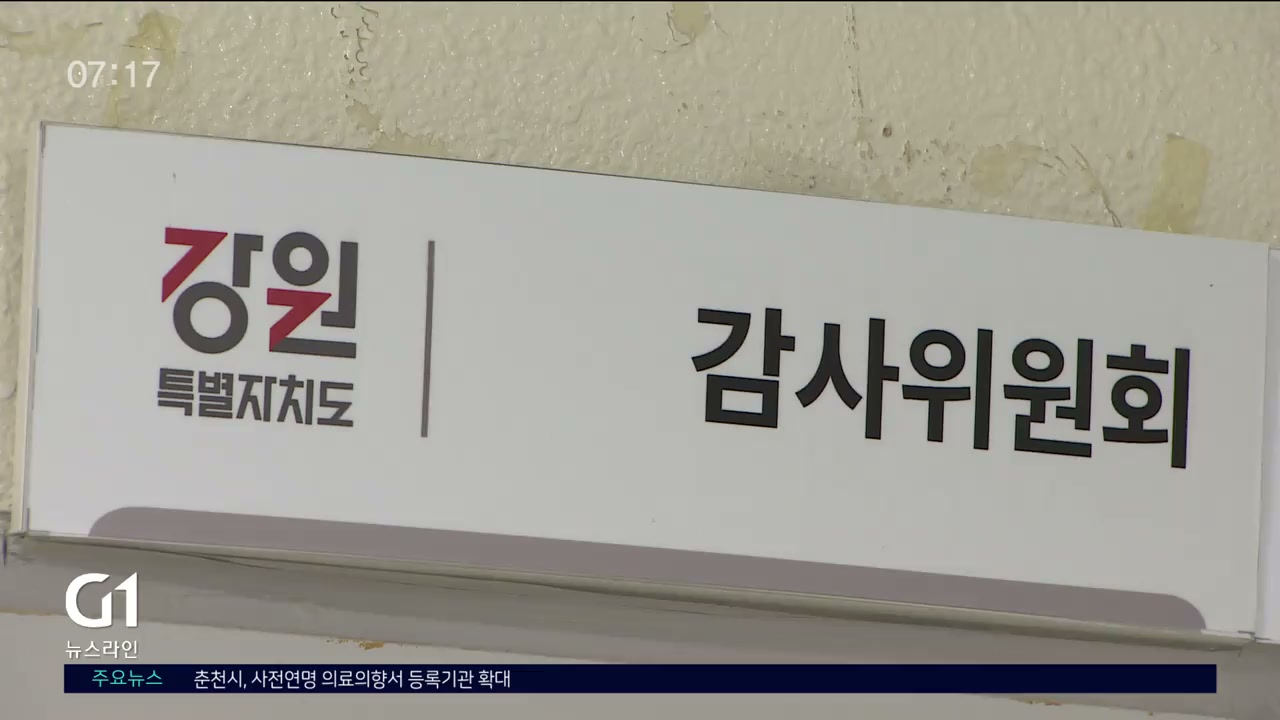 07:17
강원
특별자치도
감사위원회
G1
뉴스라인
주요뉴스 춘천시, 사전연명 의료의향서 등록기관 확대